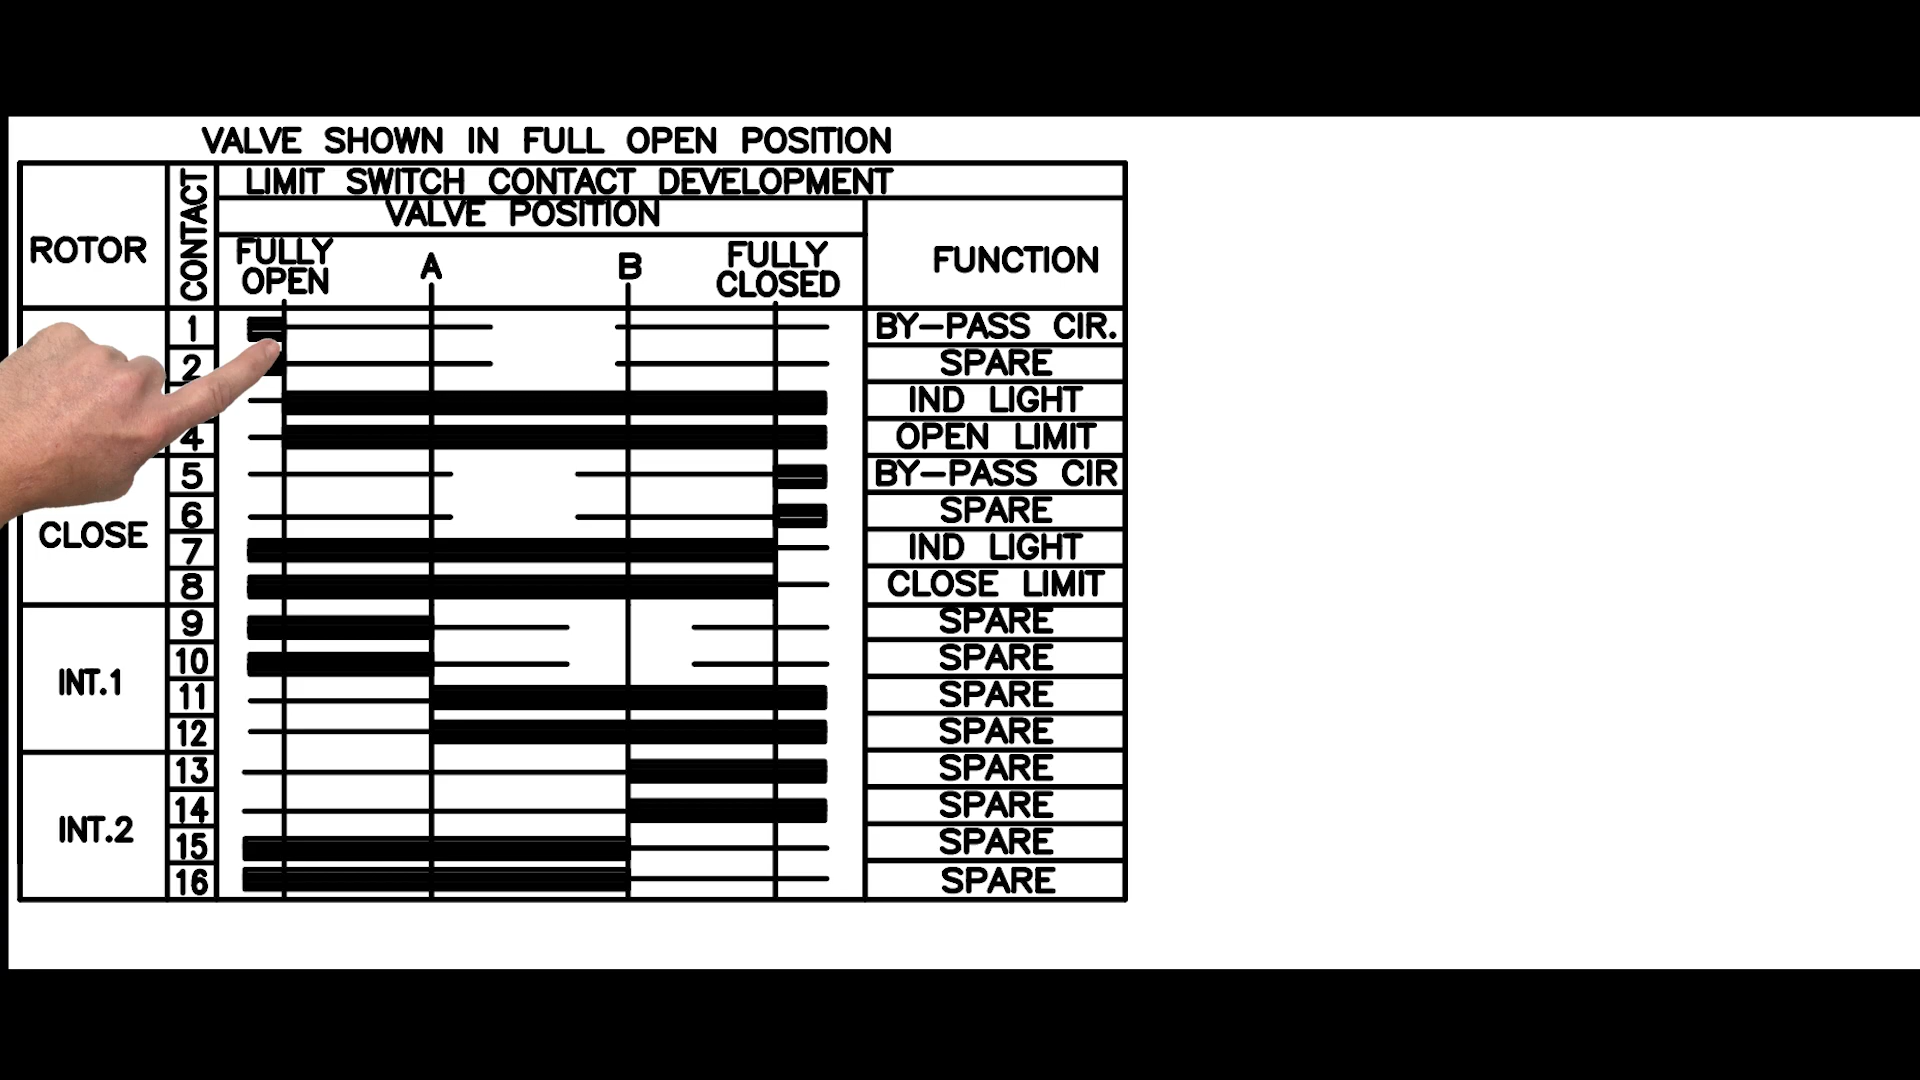 VALVE SHOWN IN FULL OPEN POSITION
ROTOR
CONTACT
LIMIT SWITCH CONTACT DEVELOPMENT
VALVE POSITION
FULLY
OPEN
A
B
FULLY
CLOSED
FUNCTION
1 BY-PASS CIR.
2 SPARE
IND LIGHT
4 OPEN LIMIT
CLOSE
5 BY-PASS CIR
6 SPARE
7 IND LIGHT
8 CLOSE LIMIT
INT.1
9 SPARE
10 SPARE
11 SPARE
12 SPARE
INT.2
13 SPARE
14 SPARE
15 SPARE
16 SPARE